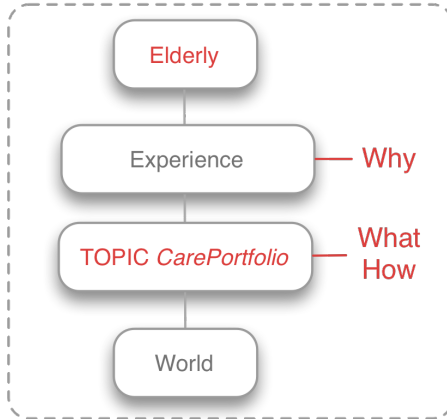 Elderly
Experience
Why
TOPIC CarePortfolio
What
How
World